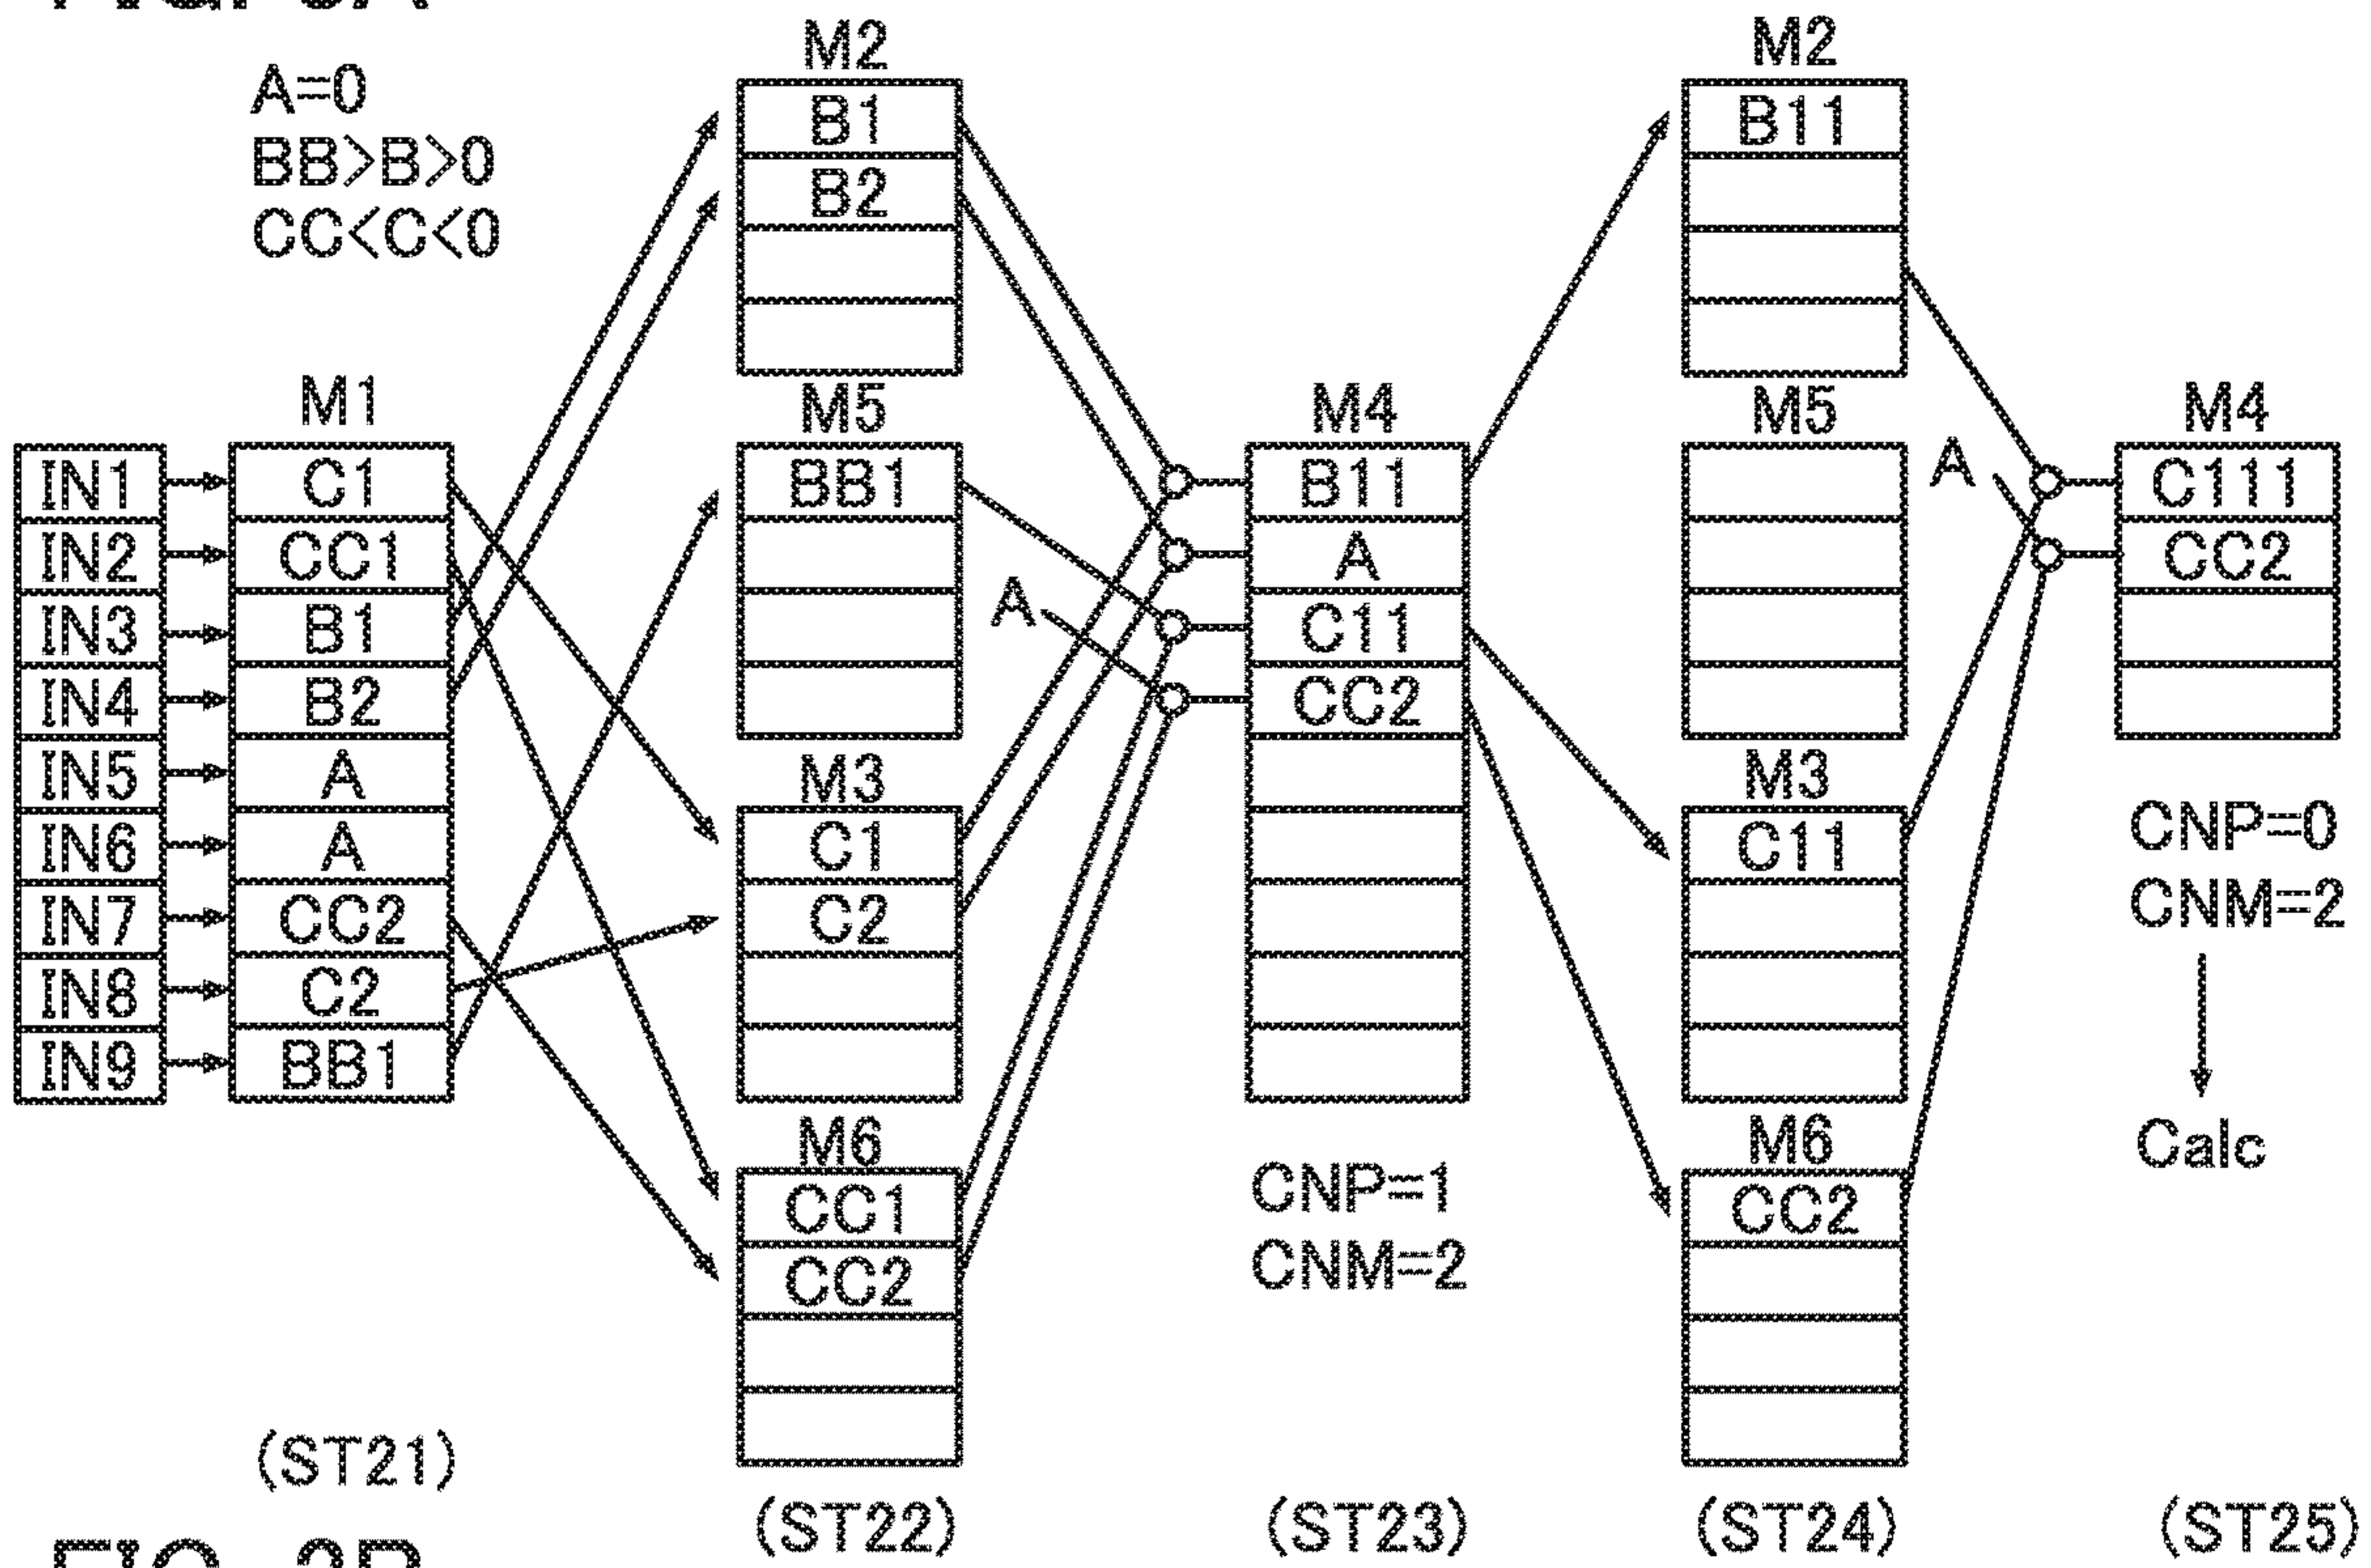 A=0
BB>B>0
CC<C<0
IN1
IN2
IN3
IN4
IN5
IN6
IN7
IN8
IN9
M1
C1
CC1
B1
B2
A
A
CC2
C2
BB1
(ST21)
M2
B1
B2
M5
BB1
M3
C1
C2
M6
CC1
CC2
(ST22)
A
M4
B11
A
C11
CC2
CNP=1
CNM=2
(ST23)
M2
B11
M5
M3
C11
M6
CC2
(ST24)
A
M4
C111
CC2
CNP=0
CNM=2
Calc
(ST25)